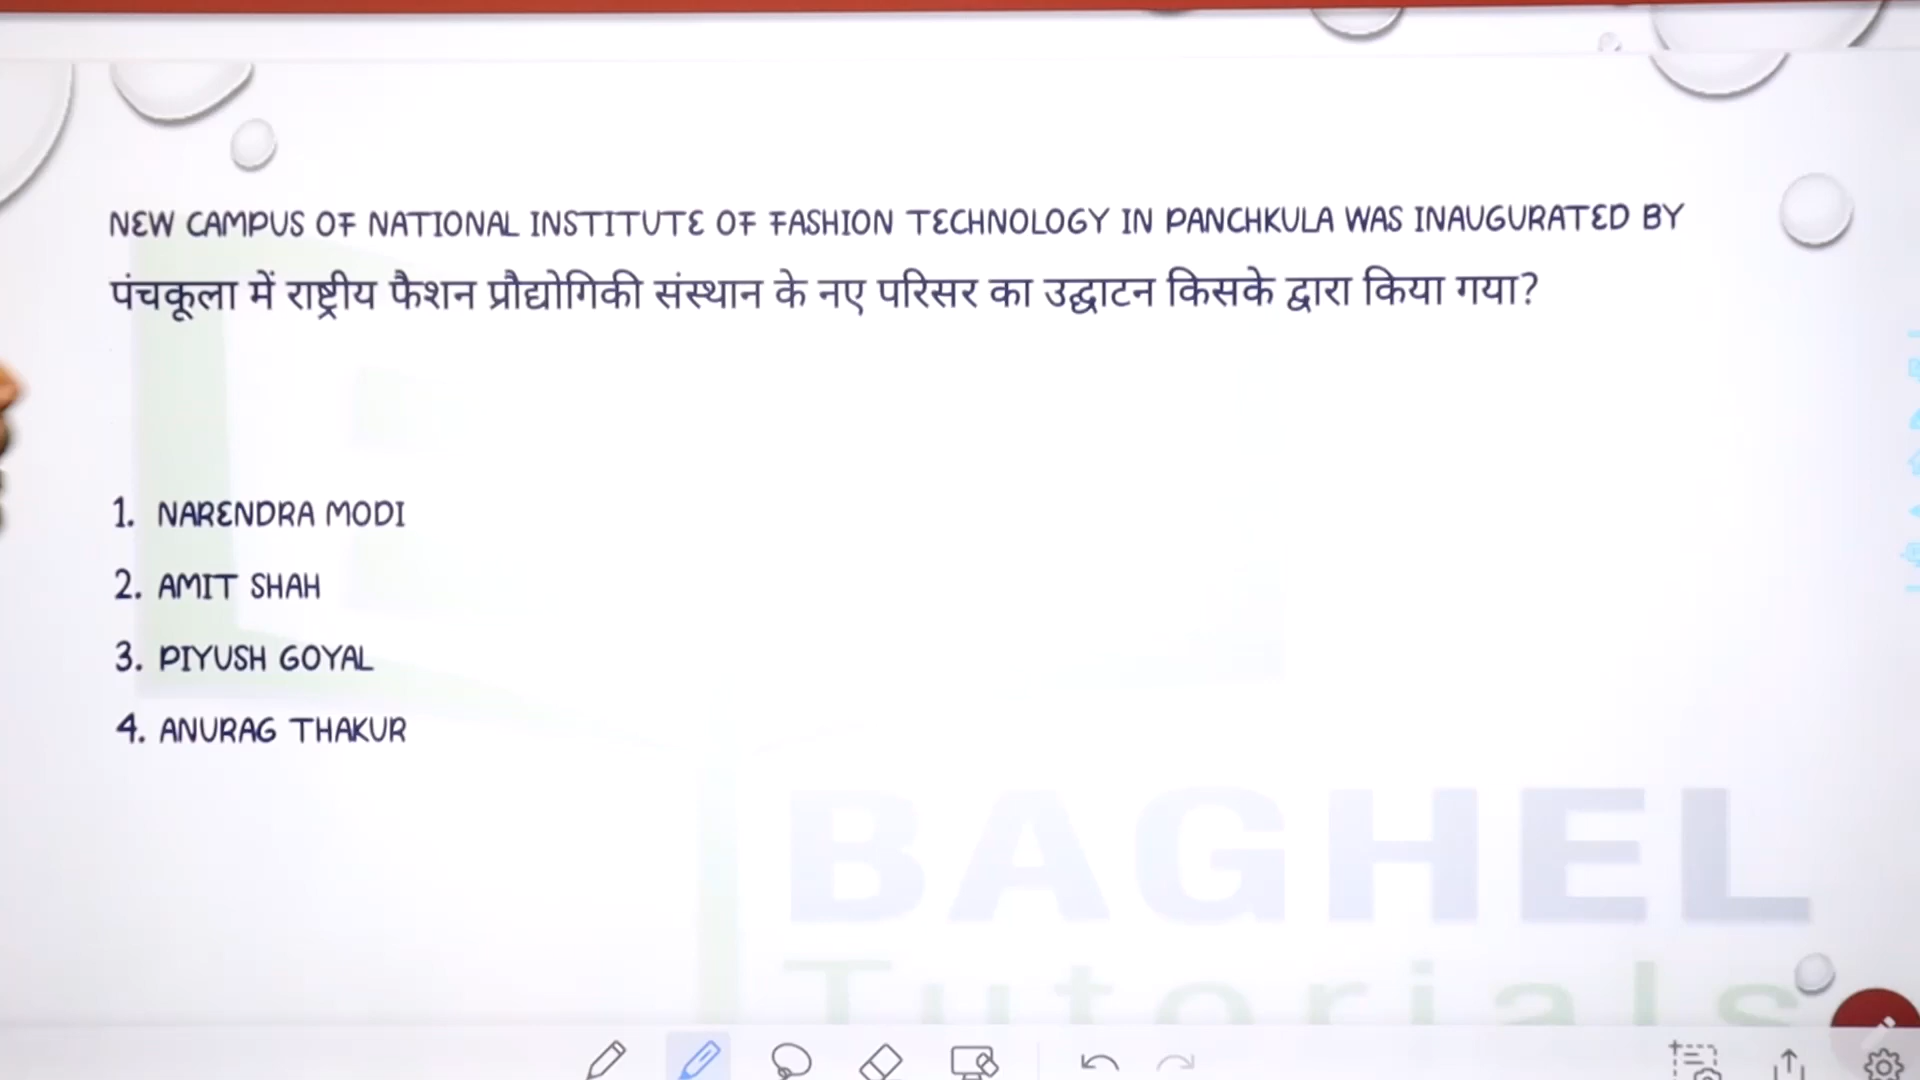 NEW CAMPUS OF NATIONAL INSTITUTE OF FASHION TECHNOLOGY IN PANCHKULA WAS INAUGURATED BY
पंचकूला में राष्ट्रीय फैशन प्रौद्योगिकी संस्थान के नए परिसर का उद्घाटन किसके द्वारा किया गया?
1. NARENDRA MODI
2. AMIT SHAH
3. PIYUSH GOYAL
4. ANURAG THAKUR
BAGHEL
Tutorials